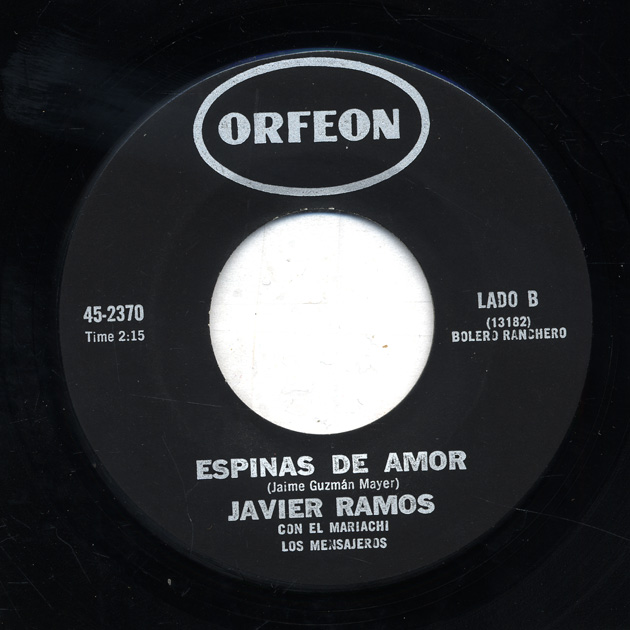 ORFEON
45-2370
Time 2:15
LADO B
(13182)
BOLERO RANCHERO
ESPINAS DE AMOR
(Jaime Guzmán Mayer)
JAVIER RAMOS
CON EL MARIACHI
LOS MENSAJEROS